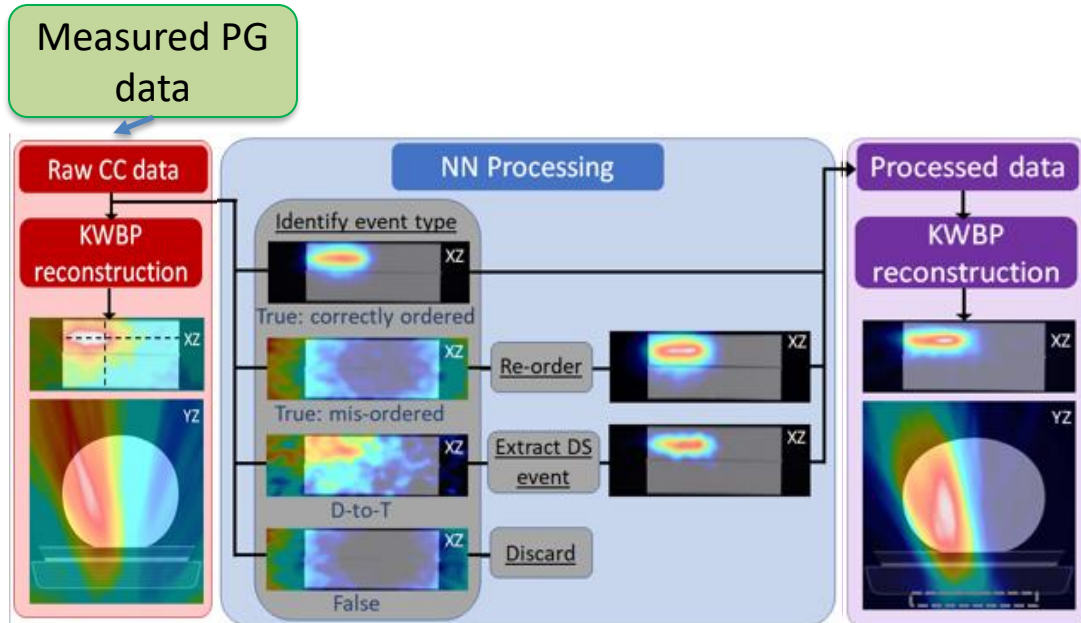 Measured PG
data
Raw CC data
KWBP
reconstruction
XZ
YZ
NN Processing
Identify event type
XZ
True: correctly ordered
XZ
True: mis-ordered
Re-order
XZ
XZ
D-to-T
Extract DS
event
XZ
XZ
False
Discard
Processed data
KWBP
reconstruction
XZ
YZ